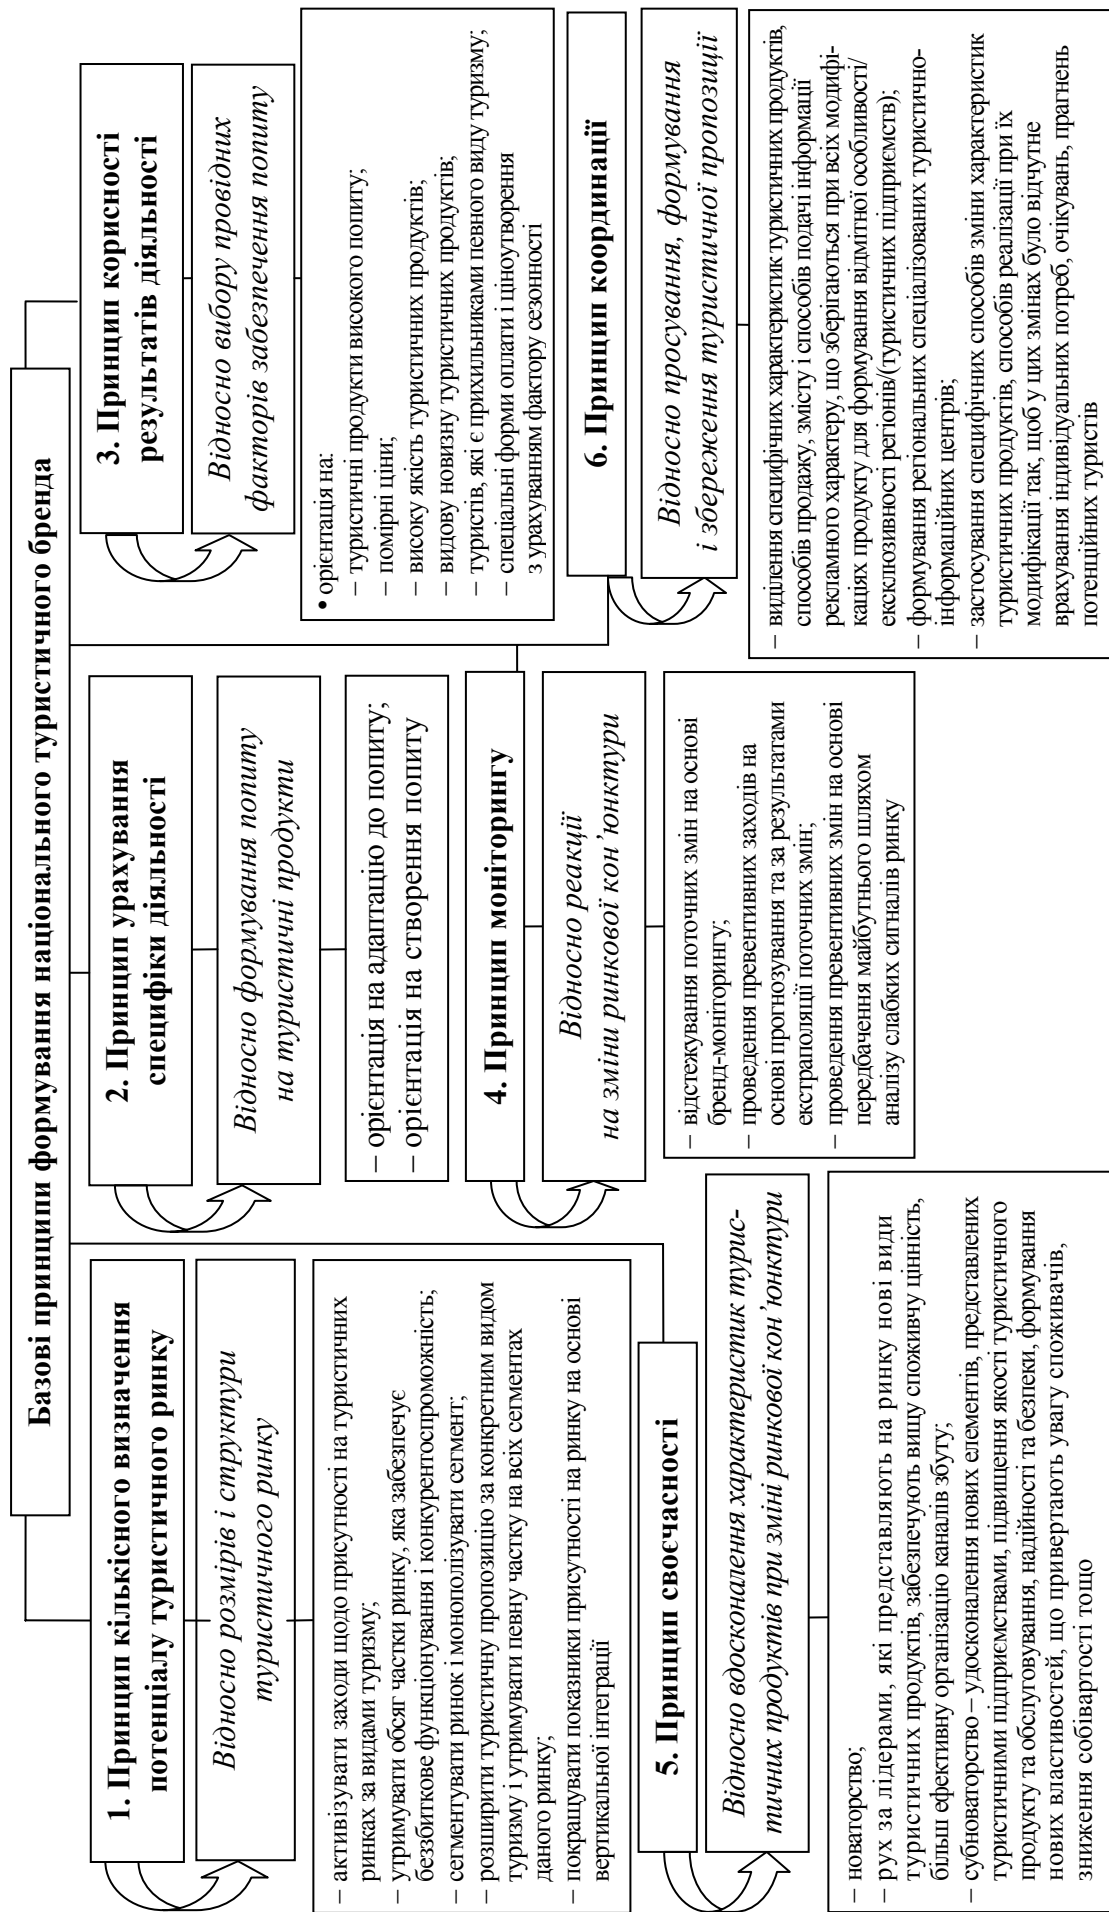 Базові принципи формування національного туристичного бренда
1. Принцип кількісного визначення
потенціалу туристичного ринку
Відносно розмірів і структури
туристичного ринку
– активізувати заходи щодо присутності на туристичних
ринках за видами туризму;
– утримувати обсяг частки ринку, яка забезпечує
беззбиткове функціонування і конкурентоспроможність;
– сегментувати ринок і монополізувати сегмент;
– розширити туристичну пропозицію за конкретним видом
туризму і утримувати певну частку на всіх сегментах
даного ринку;
– покращувати показники присутності на ринку на основі
вертикальної інтеграції
2. Принцип урахування
специфіки діяльності
Відносно формування попиту
на туристичні продукти
– орієнтація на адаптацію до попиту;
– орієнтація на створення попиту
3. Принцип корисності
результатів діяльності
Відносно вибору провідних
факторів забезпечення попиту
• орієнтація на:
– туристичні продукти високого попиту;
– помірні ціни;
– високу якість туристичних продуктів;
– видову новизну туристичних продуктів;
– туристів, які є прихильниками певного виду туризму;
– спеціальні форми оплати і ціноутворення
з урахуванням фактору сезонності
4. Принцип моніторингу
Відносно реакції
на зміни ринкової кон’юнктури
– відстежування поточних змін на основі
бренд-моніторингу;
– проведення превентивних заходів на
основі прогнозування та за результатами
екстраполяції поточних змін;
– проведення превентивних змін на основі
передбачення майбутнього шляхом
аналізу слабких сигналів ринку
5. Принцип своєчасності
Відносно вдосконалення характеристик турис-
тичних продуктів при зміні ринкової кон’юнктури
– новаторство;
– рух за лідерами, які представляють на ринку нові види
туристичних продуктів, забезпечують вищу споживчу цінність,
більш ефективну організацію каналів збуту;
– субноваторство – удосконалення нових елементів, представлених
туристичними підприємствами, підвищення якості туристичного
продукту та обслуговування, надійності та безпеки, формування
нових властивостей, що привертають увагу споживачів,
зниження собівартості тощо
6. Принцип координації
Відносно просування, формування
і збереження туристичної пропозиції
– виділення специфічних характеристик туристичних продуктів,
способів продажу, змісту і способів подачі інформації
рекламного характеру, що зберігаються при всіх модифі-
каціях продукту для формування відмітної особливості/
ексклюзивності регіонів/(туристичних підприємств);
– формування регіональних спеціалізованих туристично-
інформаційних центрів;
– застосування специфічних способів зміни характеристик
туристичних продуктів, способів реалізації при їх
модифікації так, щоб у цих змінах було відчутне
врахування індивідуальних потреб, очікувань, прагнень
потенційних туристів